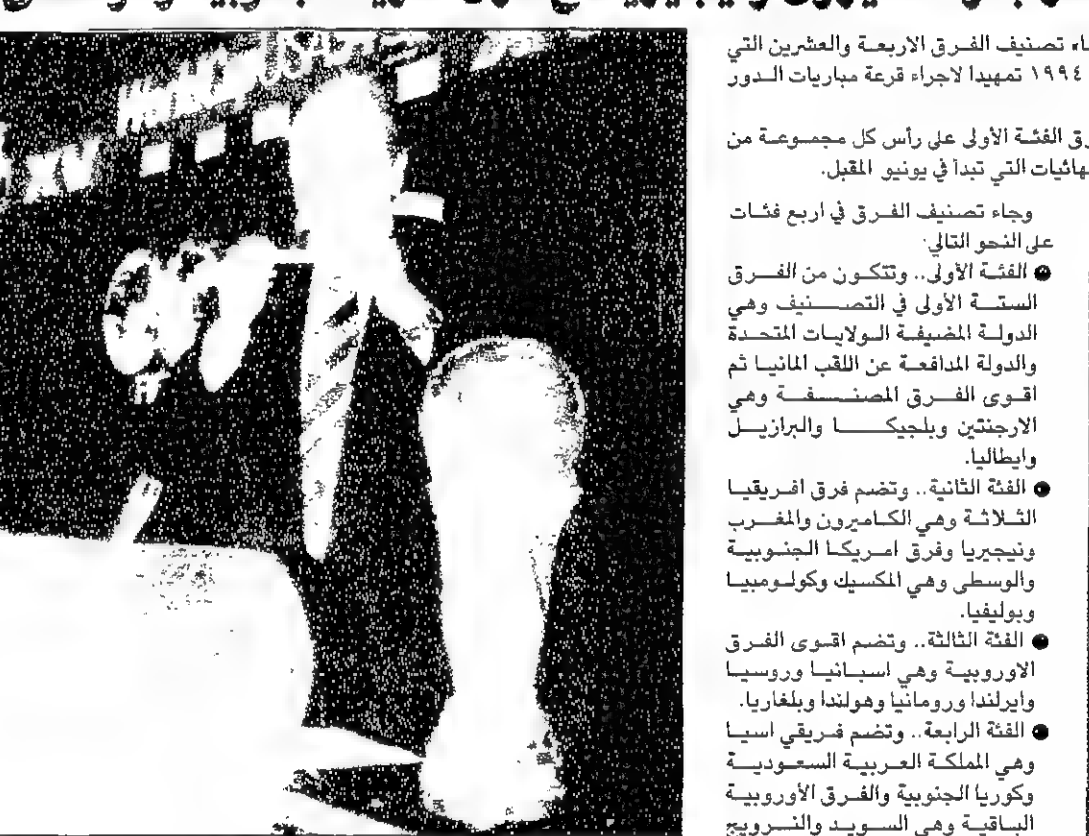 تصنيف الفرق الاربعة والعشرين التي
١٩٩٤ تمهيدا لاجراء قرعة مباريات الدور
الفئة الأولى على رأس كل مجموعة من
التي تبدأ في يونيو المقبل.
وجاء تصنيف الفرق في اربع فئات
على النحو التالي
● الفئة الأولى.. وتتكون من الفرق
الستة الأولى في التصنيف وهي
الدولة المضيفة الولايات المتحدة
والدولة المدافعة عن اللقب المانيا ثم
اقوى الفرق المصنفة وهي
الارجنتين وبلجيكا والبرازيل
وايطاليا.
● الفئة الثانية.. وتضم فرق افريقيا
الثلاثة وهي الكاميرون والمغرب
ونيجيريا وفرق امريكا الجنوبية
والوسطى وهي المكسيك وكولومبيا
وبوليفيا.
● الفئة الثالثة.. وتضم اقوى الفرق
الاوروبية وهي اسبانيا وروسيا
وايرلندا ورومانيا وهولندا وبلغاريا.
● الفئة الرابعة.. وتضم فريقي اسيا
وهي المملكة العربية السعودية
وكوريا الجنوبية والفرق الأوروبية
الباقية وهي السويد والنرويج